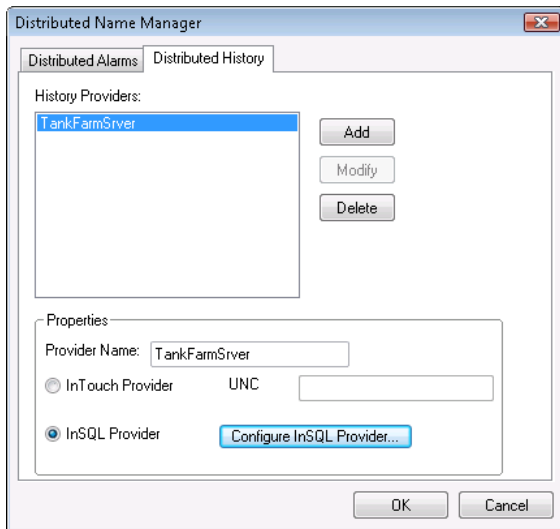 Distributed Name Manager
Distributed Alarms
Distributed History
History Providers:
TankFarmSrver
Add
Modify
Delete
Properties
Provider Name: TankFarmSrver
InTouch Provider UNC
InSQL Provider Configure InSQL Provider...
OK Cancel